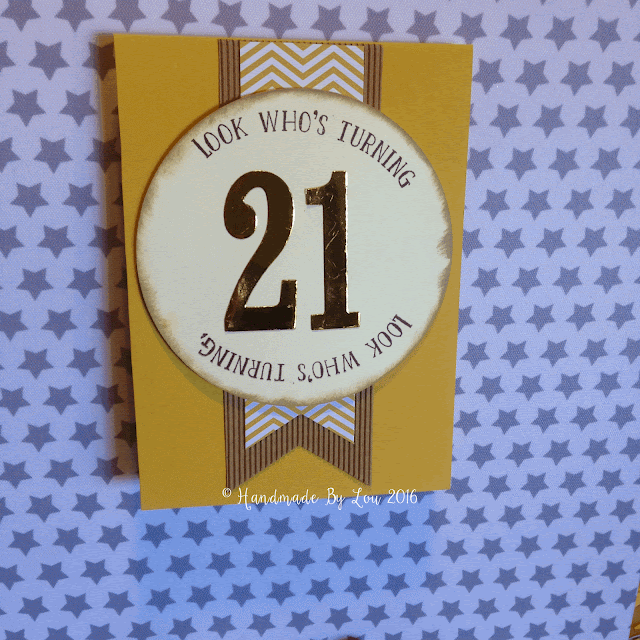 LOOK WHO'S TURNING
21
LOOK WHO'S TURNING,
© Handmade By Lou 2016